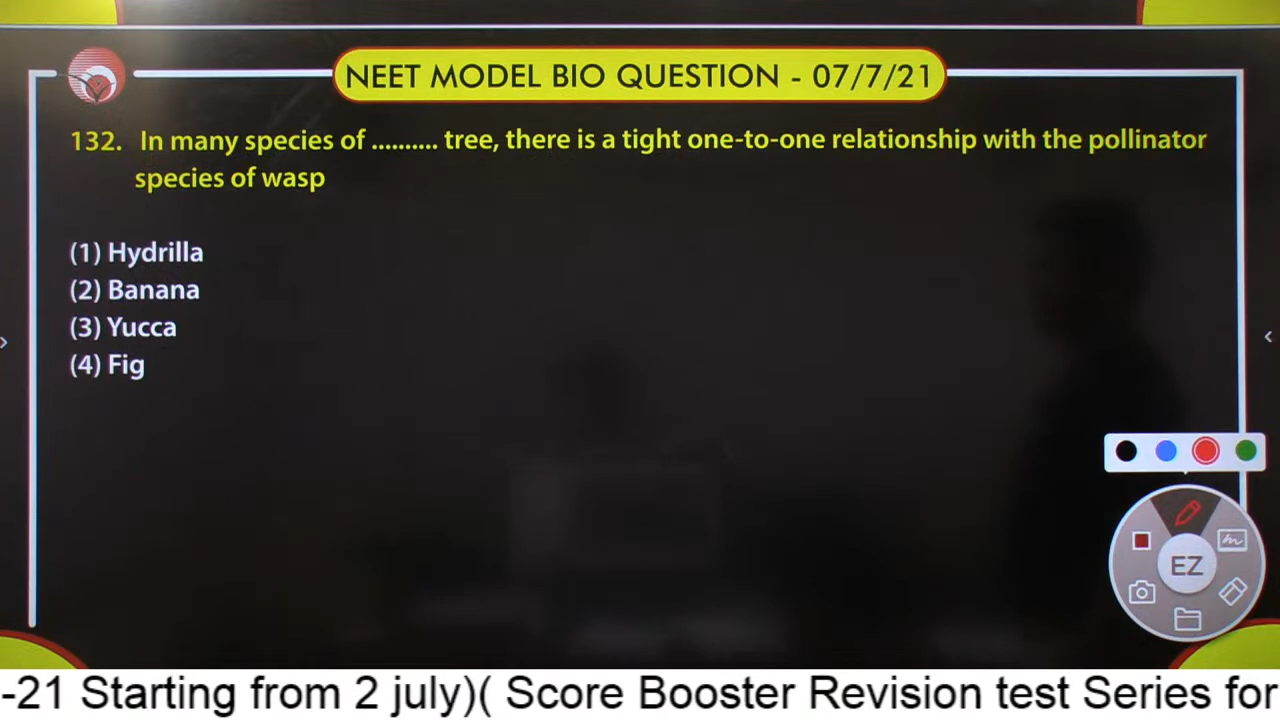 NEET MODEL BIO QUESTION - 07/7/21
132. In many species of .......... tree, there is a tight one-to-one relationship with the pollinator
species of wasp
(1) Hydrilla
(2) Banana
(3) Yucca
(4) Fig
EZ
-21 Starting from 2 july)( Score Booster Revision test Series for